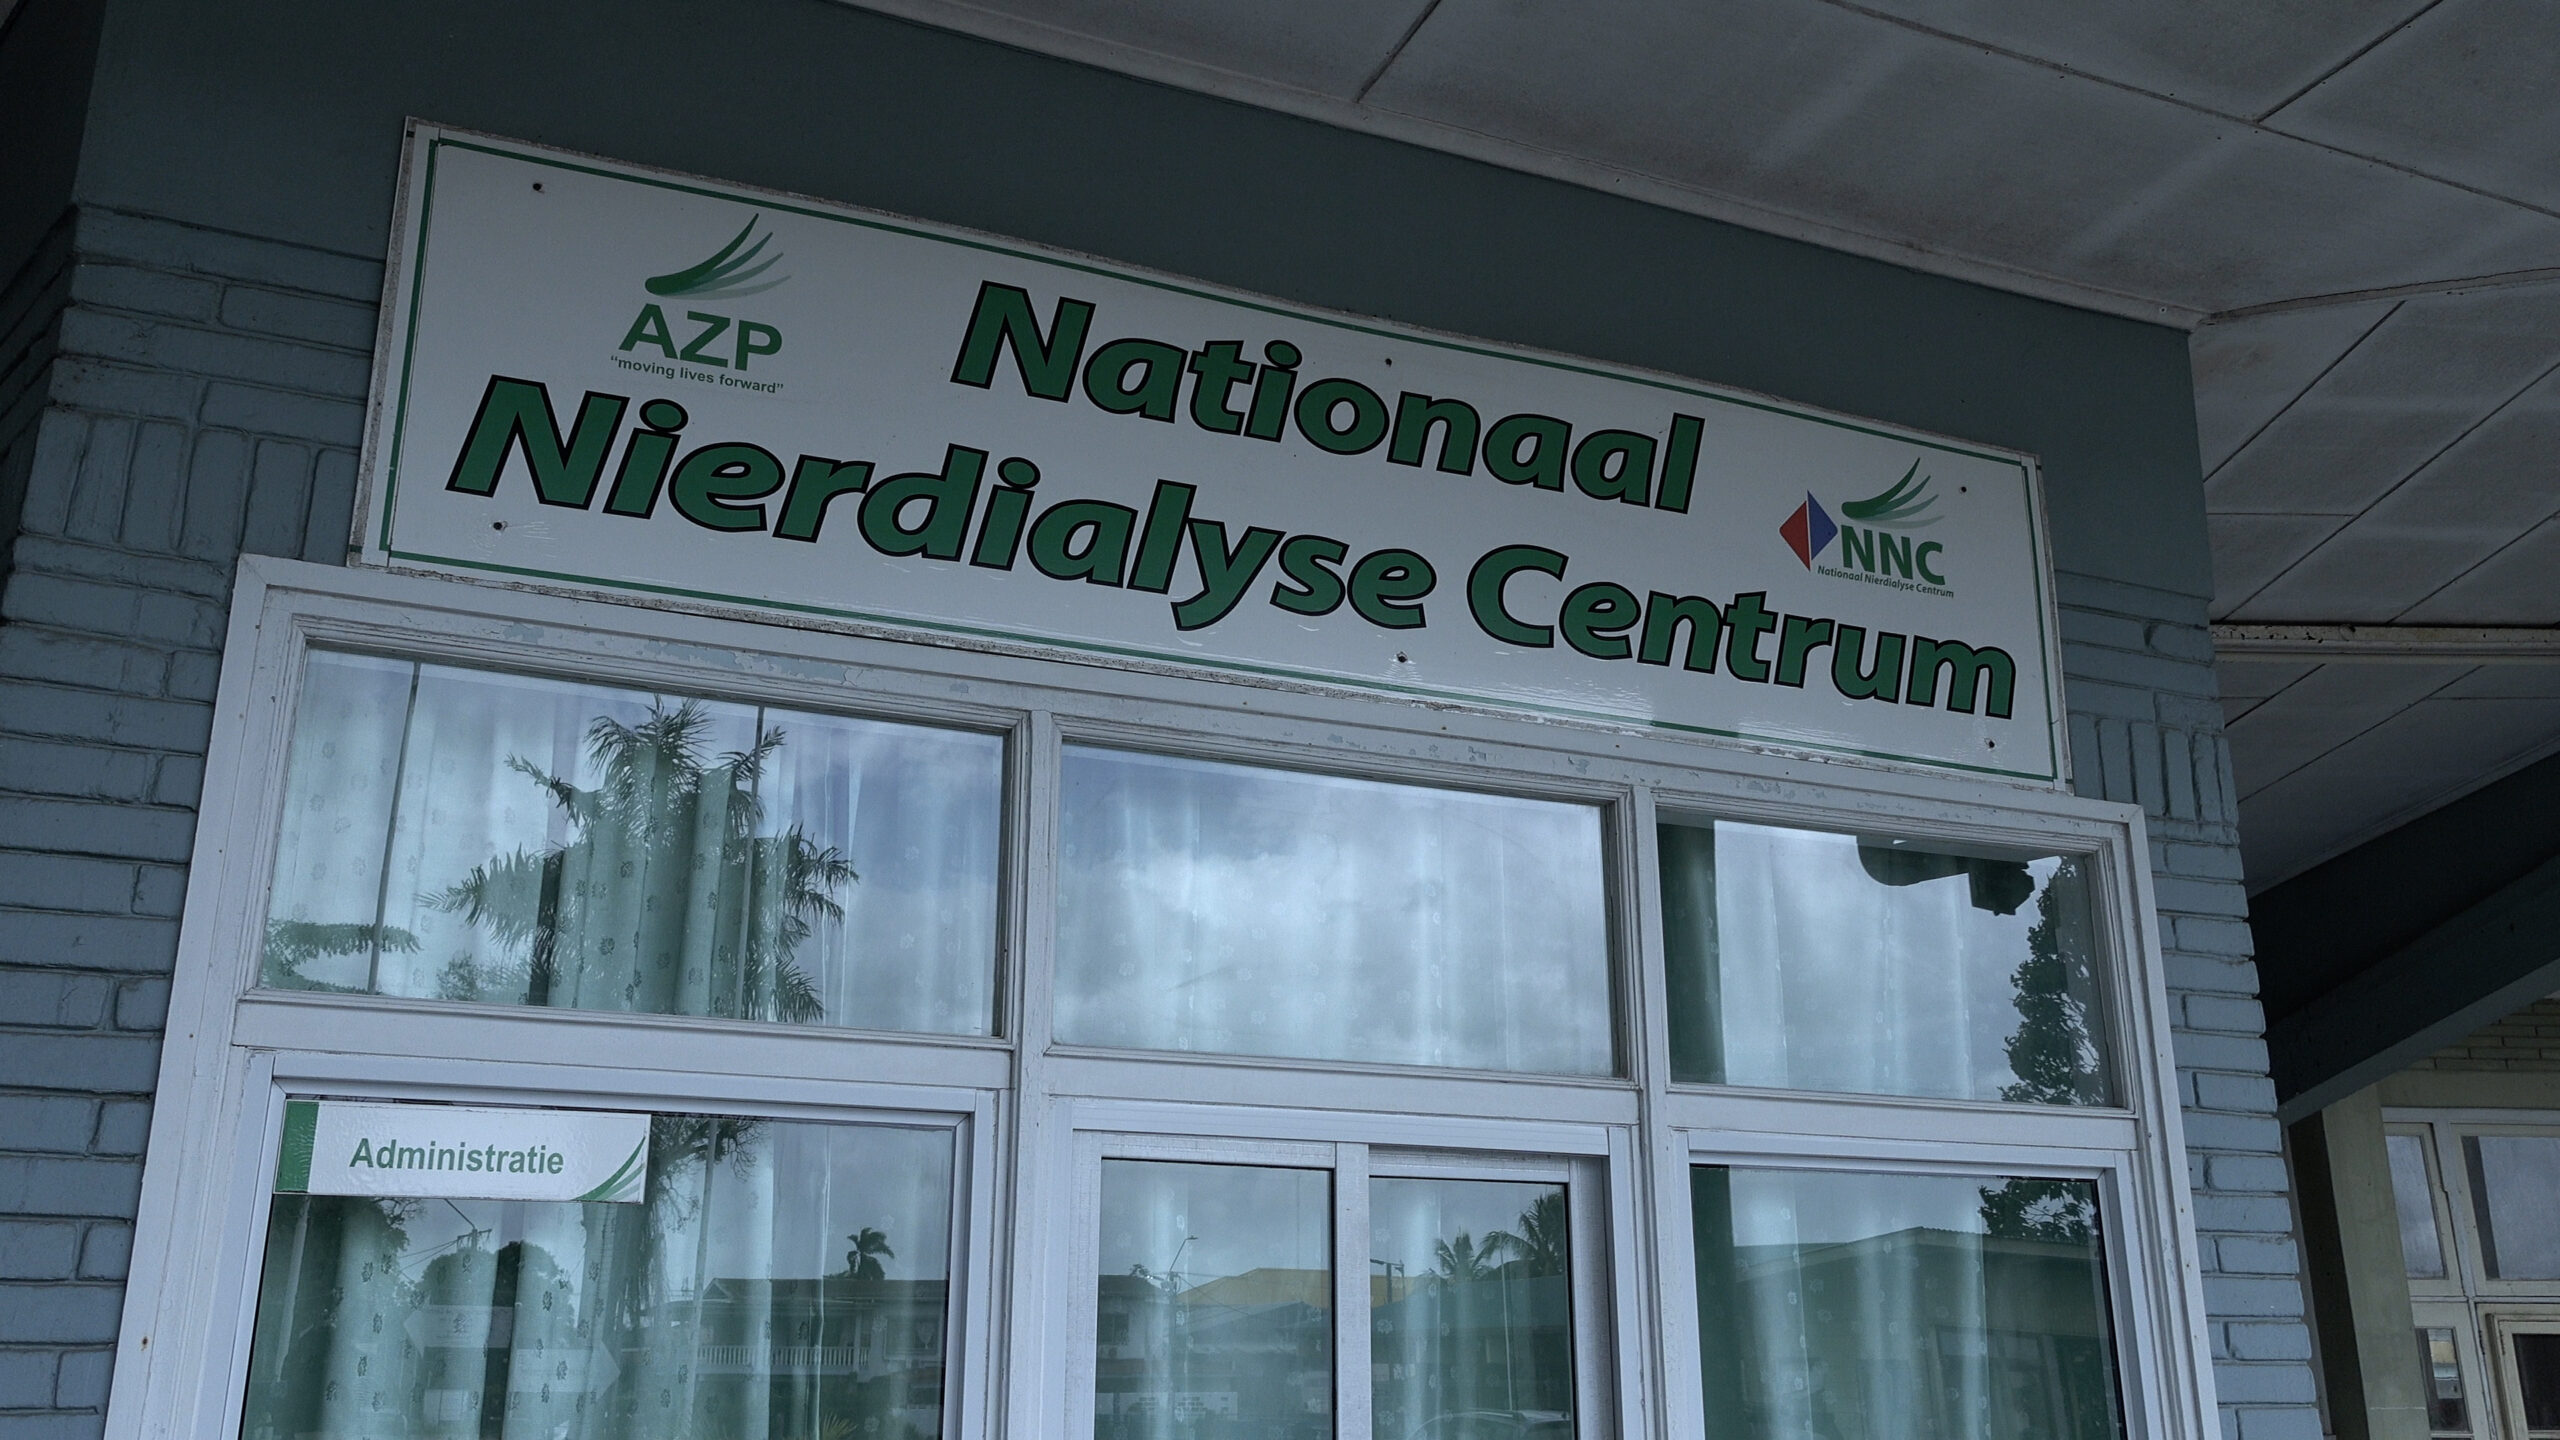 AZP
"moving lives forward"
Nationaal
Nierdialyse Centrum
NNC
Nationaal Nierdialyse Centrum
Administratie